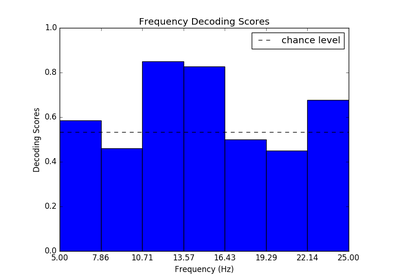 Frequency Decoding Scores
chance level
1.0
0.8
0.6
0.4
0.2
0.0
Decoding Scores
5.00 7.86 10.71 13.57 16.43 19.29 22.14 25.00
Frequency (Hz)